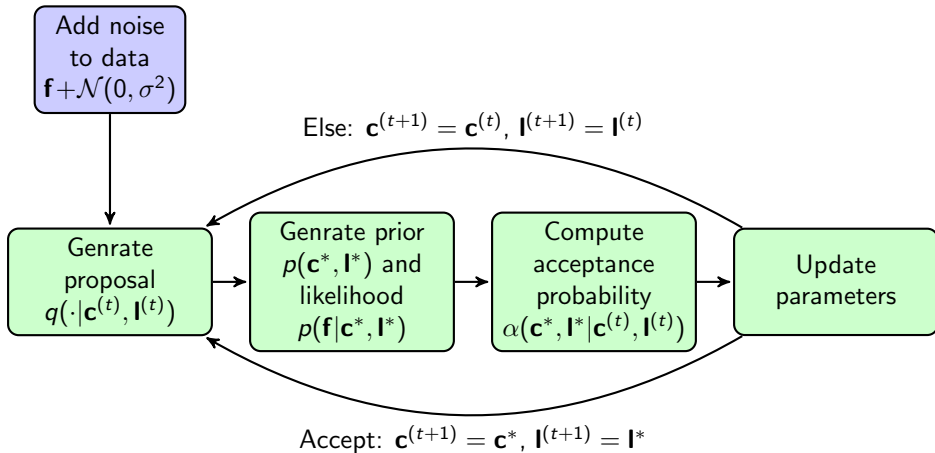 Add noise
to data
𝐟+𝒩(0, σ²)
Else: 𝐜⁽ᵗ⁺¹⁾ = 𝐜⁽ᵗ⁾, 𝐥⁽ᵗ⁺¹⁾ = 𝐥⁽ᵗ⁾
Genrate
proposal
q(·|𝐜⁽ᵗ⁾, 𝐥⁽ᵗ⁾)
Genrate prior
p(𝐜*, 𝐥*) and
likelihood
p(𝐟|𝐜*, 𝐥*)
Compute
acceptance
probability
α(𝐜*, 𝐥*|𝐜⁽ᵗ⁾, 𝐥⁽ᵗ⁾)
Update
parameters
Accept: 𝐜⁽ᵗ⁺¹⁾ = 𝐜*, 𝐥⁽ᵗ⁺¹⁾ = 𝐥*